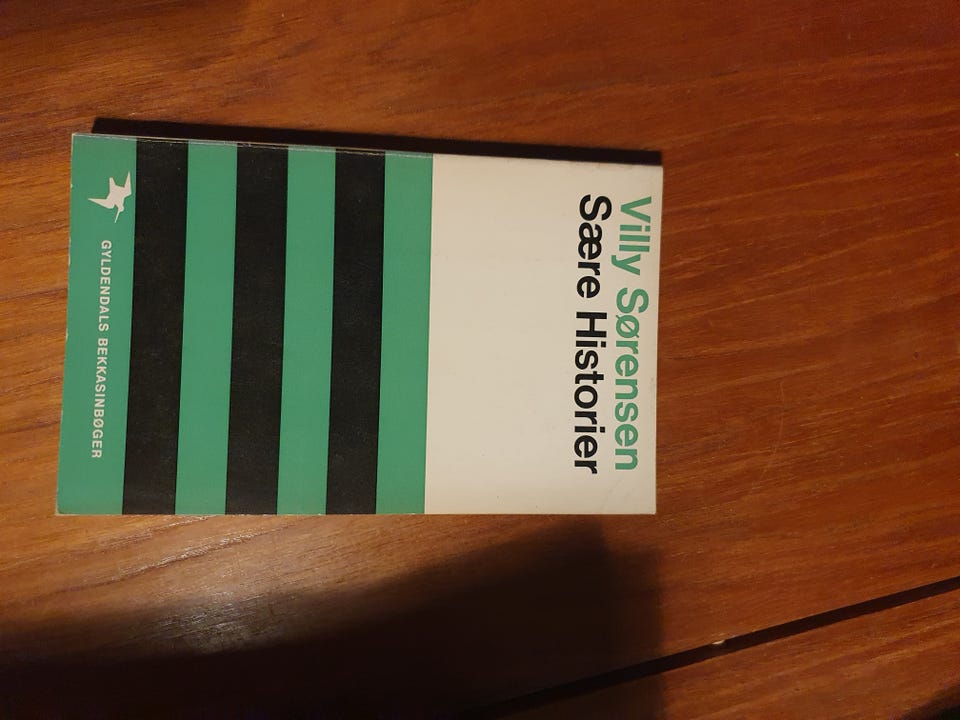 Villy Sørensen
Sære Historier
GYLDENDALS BEKKASINBØGER